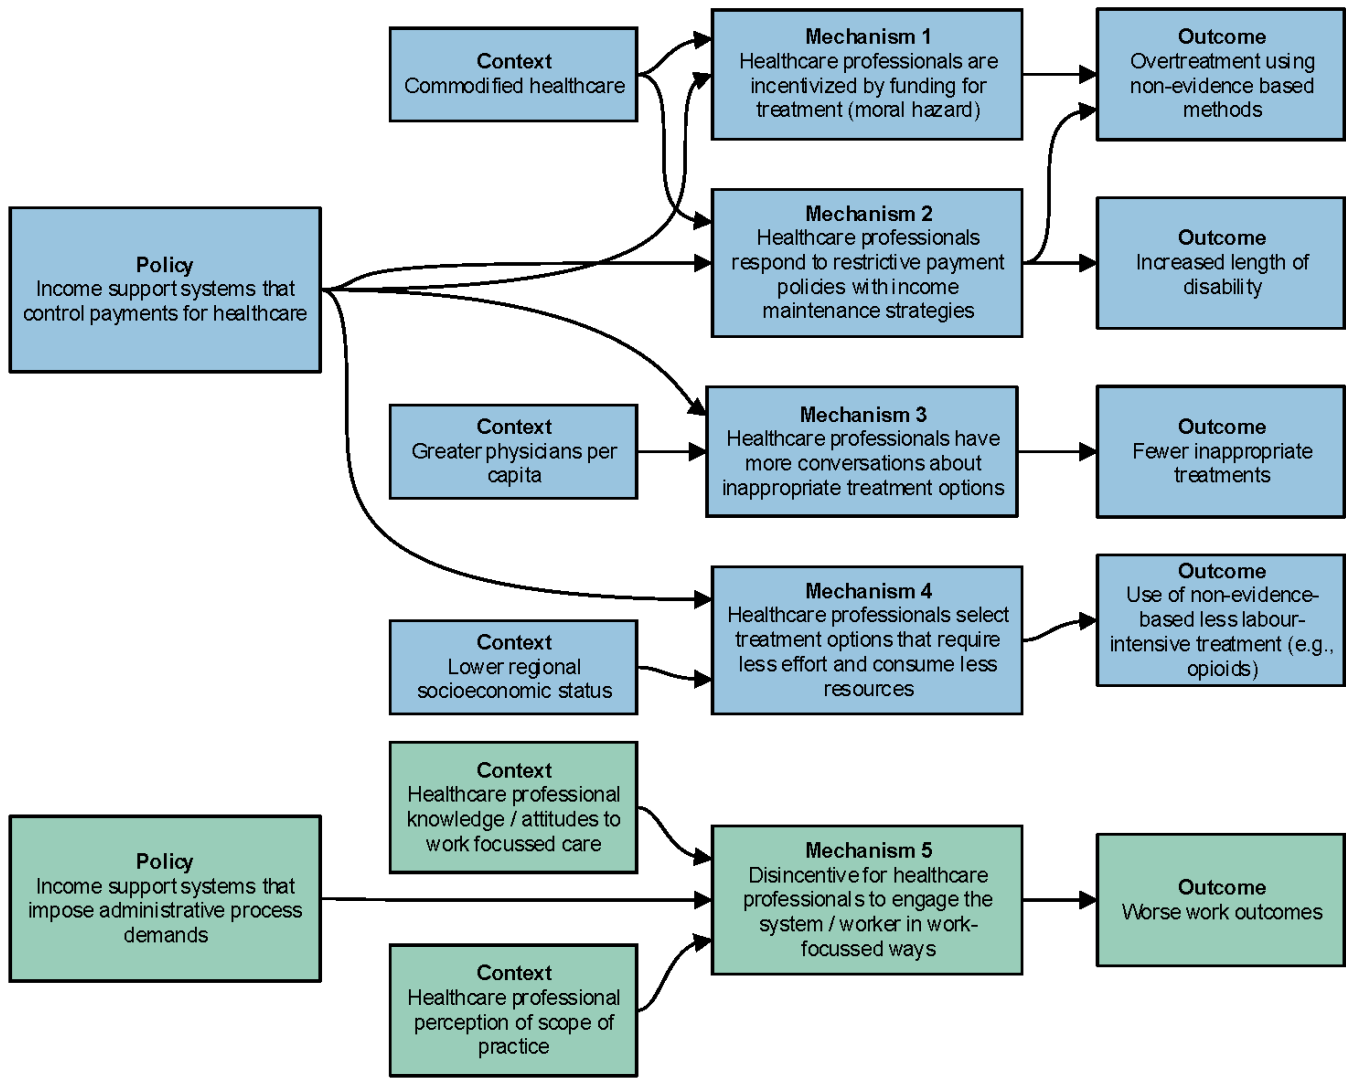 Context
Commodified healthcare
Mechanism 1
Healthcare professionals are
incentivized by funding for
treatment (moral hazard)
Outcome
Overtreatment using
non-evidence based
methods
Policy
Income support systems that
control payments for healthcare
Mechanism 2
Healthcare professionals
respond to restrictive payment
policies with income
maintenance strategies
Outcome
Increased length of
disability
Context
Greater physicians per
capita
Mechanism 3
Healthcare professionals have
more conversations about
inappropriate treatment options
Outcome
Fewer inappropriate
treatments
Context
Lower regional
socioeconomic status
Mechanism 4
Healthcare professionals select
treatment options that require
less effort and consume less
resources
Outcome
Use of non-evidence-
based less labour-
intensive treatment (e.g.,
opioids)
Context
Healthcare professional
knowledge / attitudes to
work focussed care
Policy
Income support systems that
impose administrative process
demands
Mechanism 5
Disincentive for healthcare
professionals to engage the
system / worker in work-
focussed ways
Outcome
Worse work outcomes
Context
Healthcare professional
perception of scope of
practice